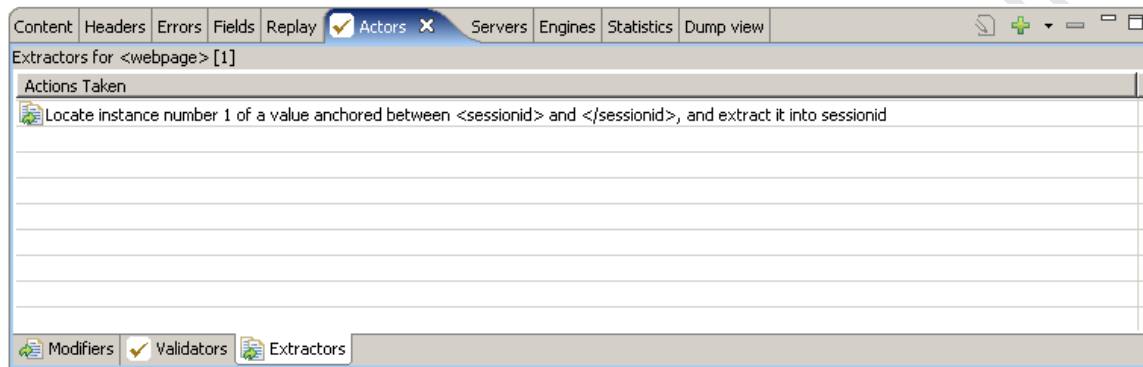 Content Headers Errors Fields Replay Actors Servers Engines Statistics Dump view
Extractors for <webpage> [1]
Actions Taken
Locate instance number 1 of a value anchored between <sessionid> and </sessionid>, and extract it into sessionid
Modifiers Validators Extractors